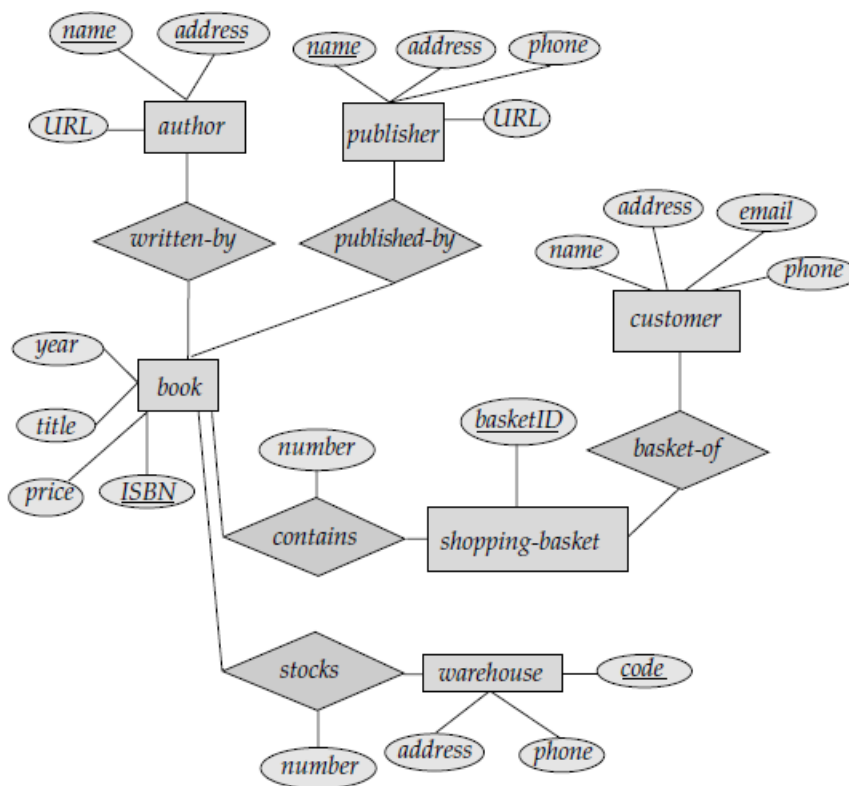 name
address
name
address
phone
URL
author
publisher
URL
written-by
published-by
address
email
name
phone
customer
year
book
title
number
basketID
basket-of
price
ISBN
contains
shopping-basket
stocks
warehouse
code
number
address
phone